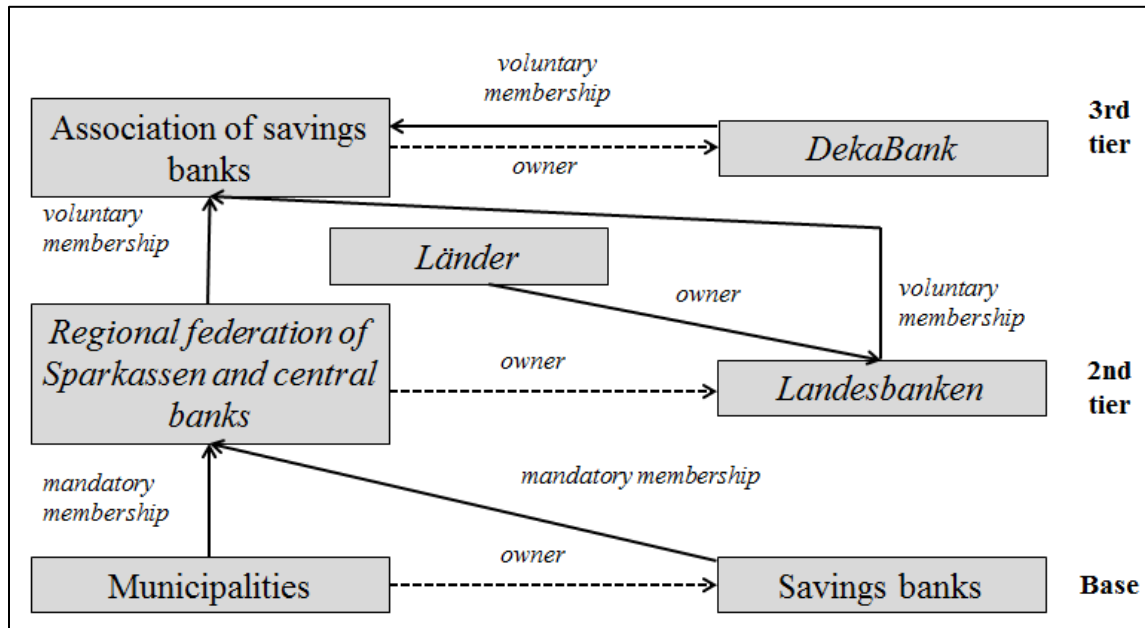 voluntary
membership
3rd
tier
Association of savings
banks
DekaBank
owner
voluntary
membership
Länder
owner
voluntary
membership
Regional federation of
Sparkassen and central
banks
owner
Landesbanken
2nd
tier
mandatory
membership
mandatory membership
Municipalities
owner
Savings banks
Base